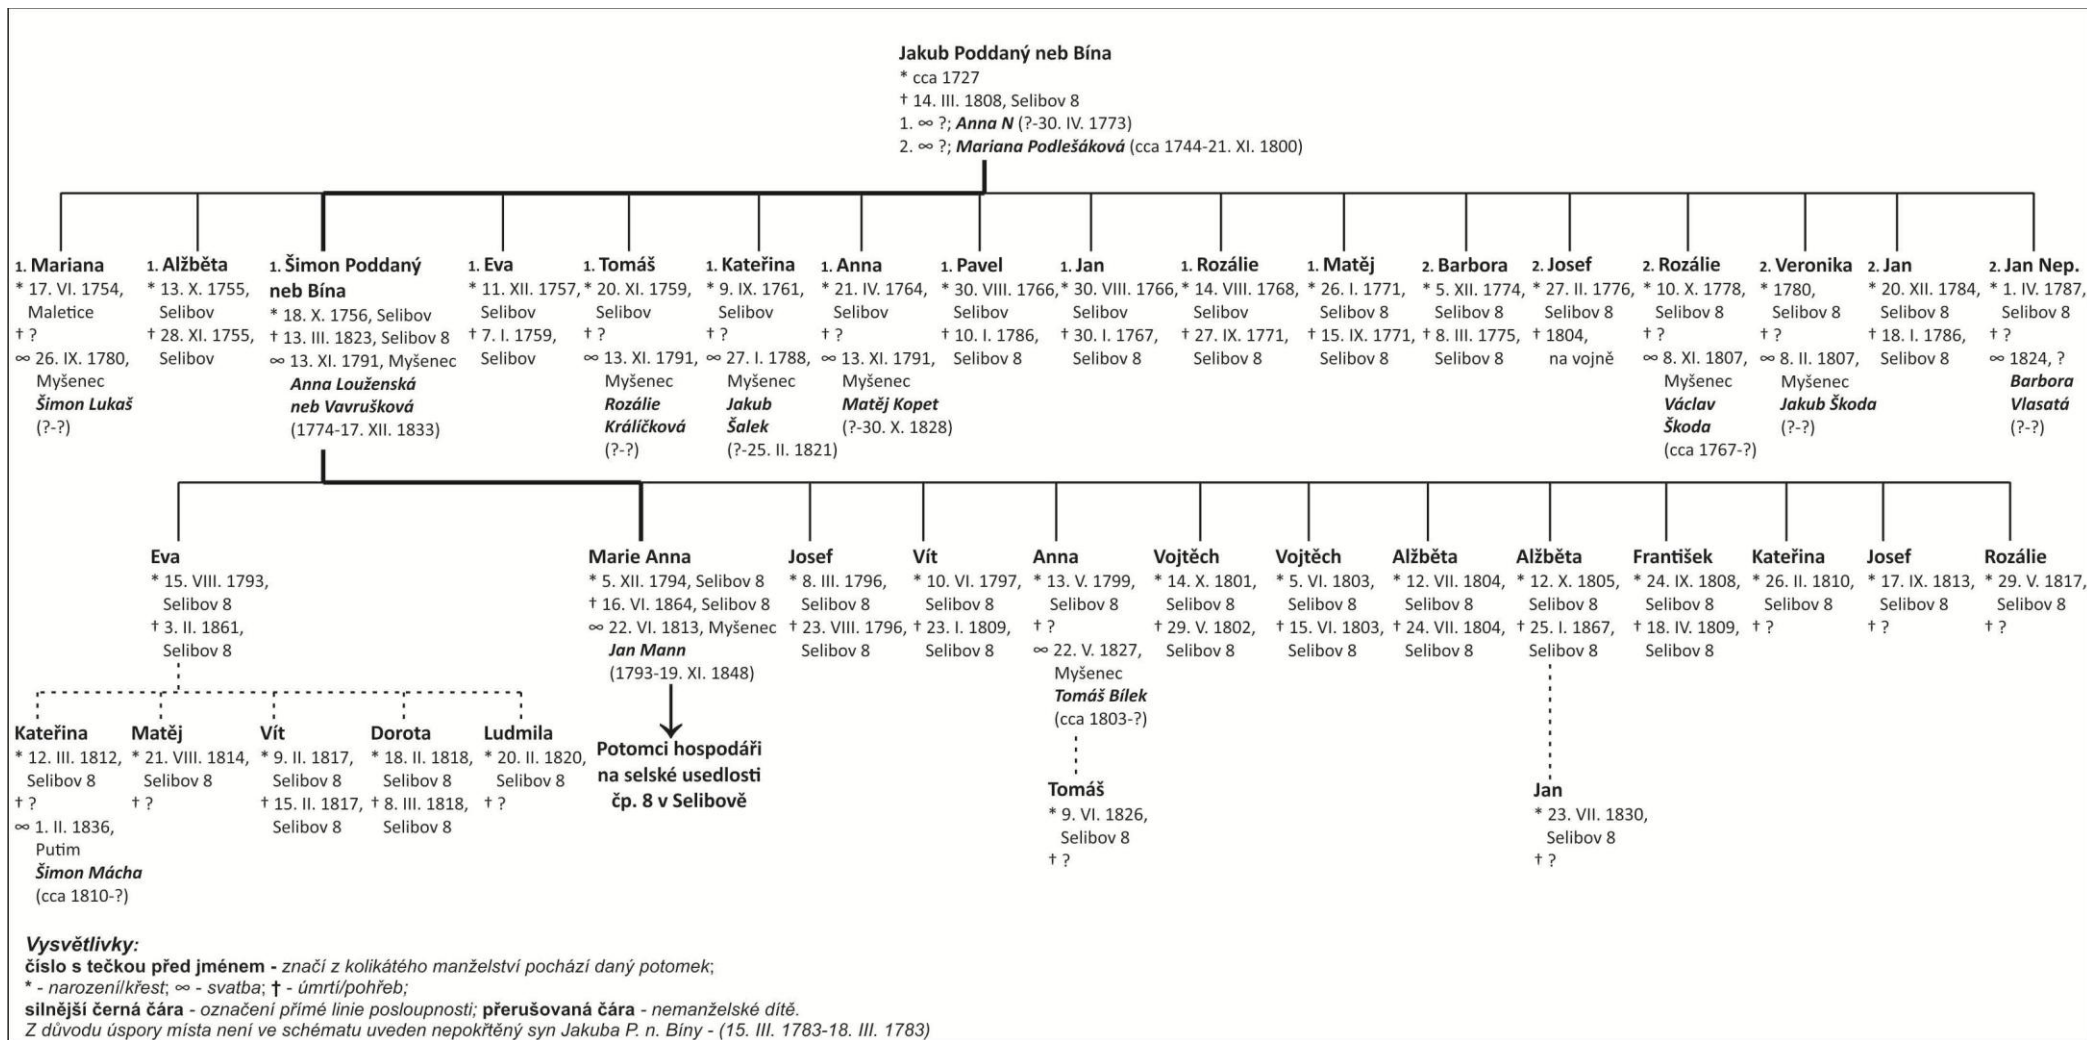 Jakub Poddaný neb Bína
* cca 1727
† 14. III. 1808, Selibov 8
1. ∞ ?; Anna N (?-30. IV. 1773)
2. ∞ ?; Mariana Podlešáková (cca 1744-21. XI. 1800)
1. Mariana
* 17. VI. 1754,
Maletice
† ?
∞ 26. IX. 1780,
Myšenec
Šimon Lukaš
(?-?)
1. Alžběta
* 13. X. 1755,
Selibov
† 28. XI. 1755,
Selibov
1. Šimon Poddaný
neb Bína
* 18. X. 1756, Selibov
† 13. III. 1823, Selibov 8
∞ 13. XI. 1791, Myšenec
Anna Louženská
neb Vavrušková
(1774-17. XII. 1833)
1. Eva
* 11. XII. 1757,
Selibov
† 7. I. 1759,
Selibov
1. Tomáš
* 20. XI. 1759,
Selibov
† ?
∞ 13. XI. 1791,
Myšenec
Rozálie
Králíčková
(?-?)
1. Kateřina
* 9. IX. 1761,
Selibov
† ?
∞ 27. I. 1788,
Myšenec
Jakub
Šalek
(?-25. II. 1821)
1. Anna
* 21. IV. 1764,
Selibov
† ?
∞ 13. XI. 1791,
Myšenec
Matěj Kopet
(?-30. X. 1828)
1. Pavel
* 30. VIII. 1766,
Selibov
† 10. I. 1786,
Selibov 8
1. Jan
* 30. VIII. 1766,
Selibov
† 30. I. 1767,
Selibov 8
1. Rozálie
* 14. VIII. 1768,
Selibov
† 27. IX. 1771,
Selibov 8
1. Matěj
* 26. I. 1771,
Selibov 8
† 15. IX. 1771,
Selibov 8
2. Barbora
* 5. XII. 1774,
Selibov 8
† 8. III. 1775,
Selibov 8
2. Josef
* 27. II. 1776,
Selibov 8
† 1804,
na vojně
2. Rozálie
* 10. X. 1778,
Selibov 8
† ?
∞ 8. XI. 1807,
Myšenec
Václav
Škoda
(cca 1767-?)
2. Veronika
* 1780,
Selibov 8
† ?
∞ 8. II. 1807,
Myšenec
Jakub Škoda
(?-?)
2. Jan
* 20. XII. 1784,
Selibov 8
† 18. I. 1786,
Selibov 8
2. Jan Nep.
* 1. IV. 1787,
Selibov 8
† ?
∞ 1824, ?
Barbora
Vlasatá
(?-?)
Eva
* 15. VIII. 1793,
Selibov 8
† 3. II. 1861,
Selibov 8
Marie Anna
* 5. XII. 1794, Selibov 8
† 16. VI. 1864, Selibov 8
∞ 22. VI. 1813, Myšenec
Jan Mann
(1793-19. XI. 1848)
Josef
* 8. III. 1796,
Selibov 8
† 23. VIII. 1796,
Selibov 8
Vít
* 10. VI. 1797,
Selibov 8
† 23. I. 1809,
Selibov 8
Anna
* 13. V. 1799,
Selibov 8
† ?
∞ 22. V. 1827,
Myšenec
Tomáš Bílek
(cca 1803-?)
Vojtěch
* 14. X. 1801,
Selibov 8
† 29. V. 1802,
Selibov 8
Vojtěch
* 5. VI. 1803,
Selibov 8
† 15. VI. 1803,
Selibov 8
Alžběta
* 12. VII. 1804,
Selibov 8
† 24. VII. 1804,
Selibov 8
Alžběta
* 12. X. 1805,
Selibov 8
† 25. I. 1867,
Selibov 8
František
* 24. IX. 1808,
Selibov 8
† 18. IV. 1809,
Selibov 8
Kateřina
* 26. II. 1810,
Selibov 8
† ?
Josef
* 17. IX. 1813,
Selibov 8
† ?
Rozálie
* 29. V. 1817,
Selibov 8
† ?
Kateřina
* 12. III. 1812,
Selibov 8
† ?
∞ 1. II. 1836,
Putim
Šimon Mácha
(cca 1810-?)
Matěj
* 21. VIII. 1814,
Selibov 8
† ?
Vít
* 9. II. 1817,
Selibov 8
† 15. II. 1817,
Selibov 8
Dorota
* 18. II. 1818,
Selibov 8
† 8. III. 1818,
Selibov 8
Ludmila
* 20. II. 1820,
Selibov 8
† ?
Potomci hospodáři
na selské usedlosti
čp. 8 v Selibově
Tomáš
* 9. VI. 1826,
Selibov 8
† ?
Jan
* 23. VII. 1830,
Selibov 8
† ?
Vysvětlivky:
číslo s tečkou před jménem - značí z kolikátého manželství pochází daný potomek;
* - narození/křest; ∞ - svatba; † - úmrtí/pohřeb;
silnější černá čára - označení přímé linie posloupnosti; přerušovaná čára - nemanželské dítě.
Z důvodu úspory místa není ve schématu uveden nepokřtěný syn Jakuba P. n. Bíny - (15. III. 1783-18. III. 1783)